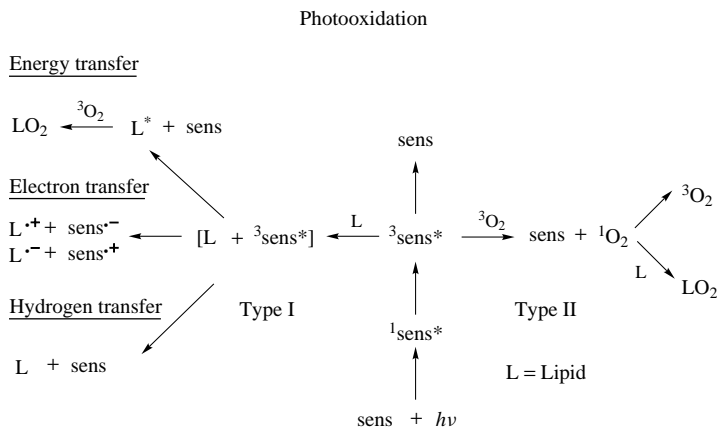 Photooxidation
Energy transfer
³O₂
LO₂ L* + sens
sens
Electron transfer
L·+ + sens·−
L·− + sens·+
[L + ³sens*]
L
³sens*
³O₂
sens + ¹O₂
³O₂
L
LO₂
Hydrogen transfer
Type I
Type II
¹sens*
L + sens
L = Lipid
sens + hν